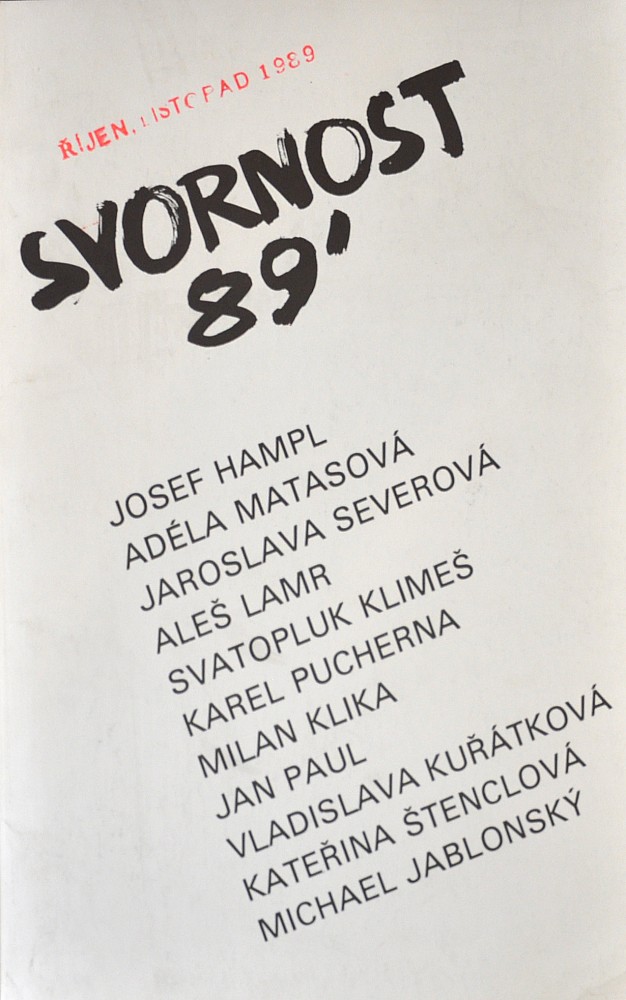 ŘÍJEN, LISTOPAD 1989
SVORNOST
89'
JOSEF HAMPL
ADÉLA MATASOVÁ
JAROSLAVA SEVEROVÁ
ALEŠ LAMR
SVATOPLUK KLIMEŠ
KAREL PUCHERNA
MILAN KLIKA
JAN PAUL
VLADISLAVA KUŘÁTKOVÁ
KATEŘINA ŠTENCLOVÁ
MICHAEL JABLONSKÝ